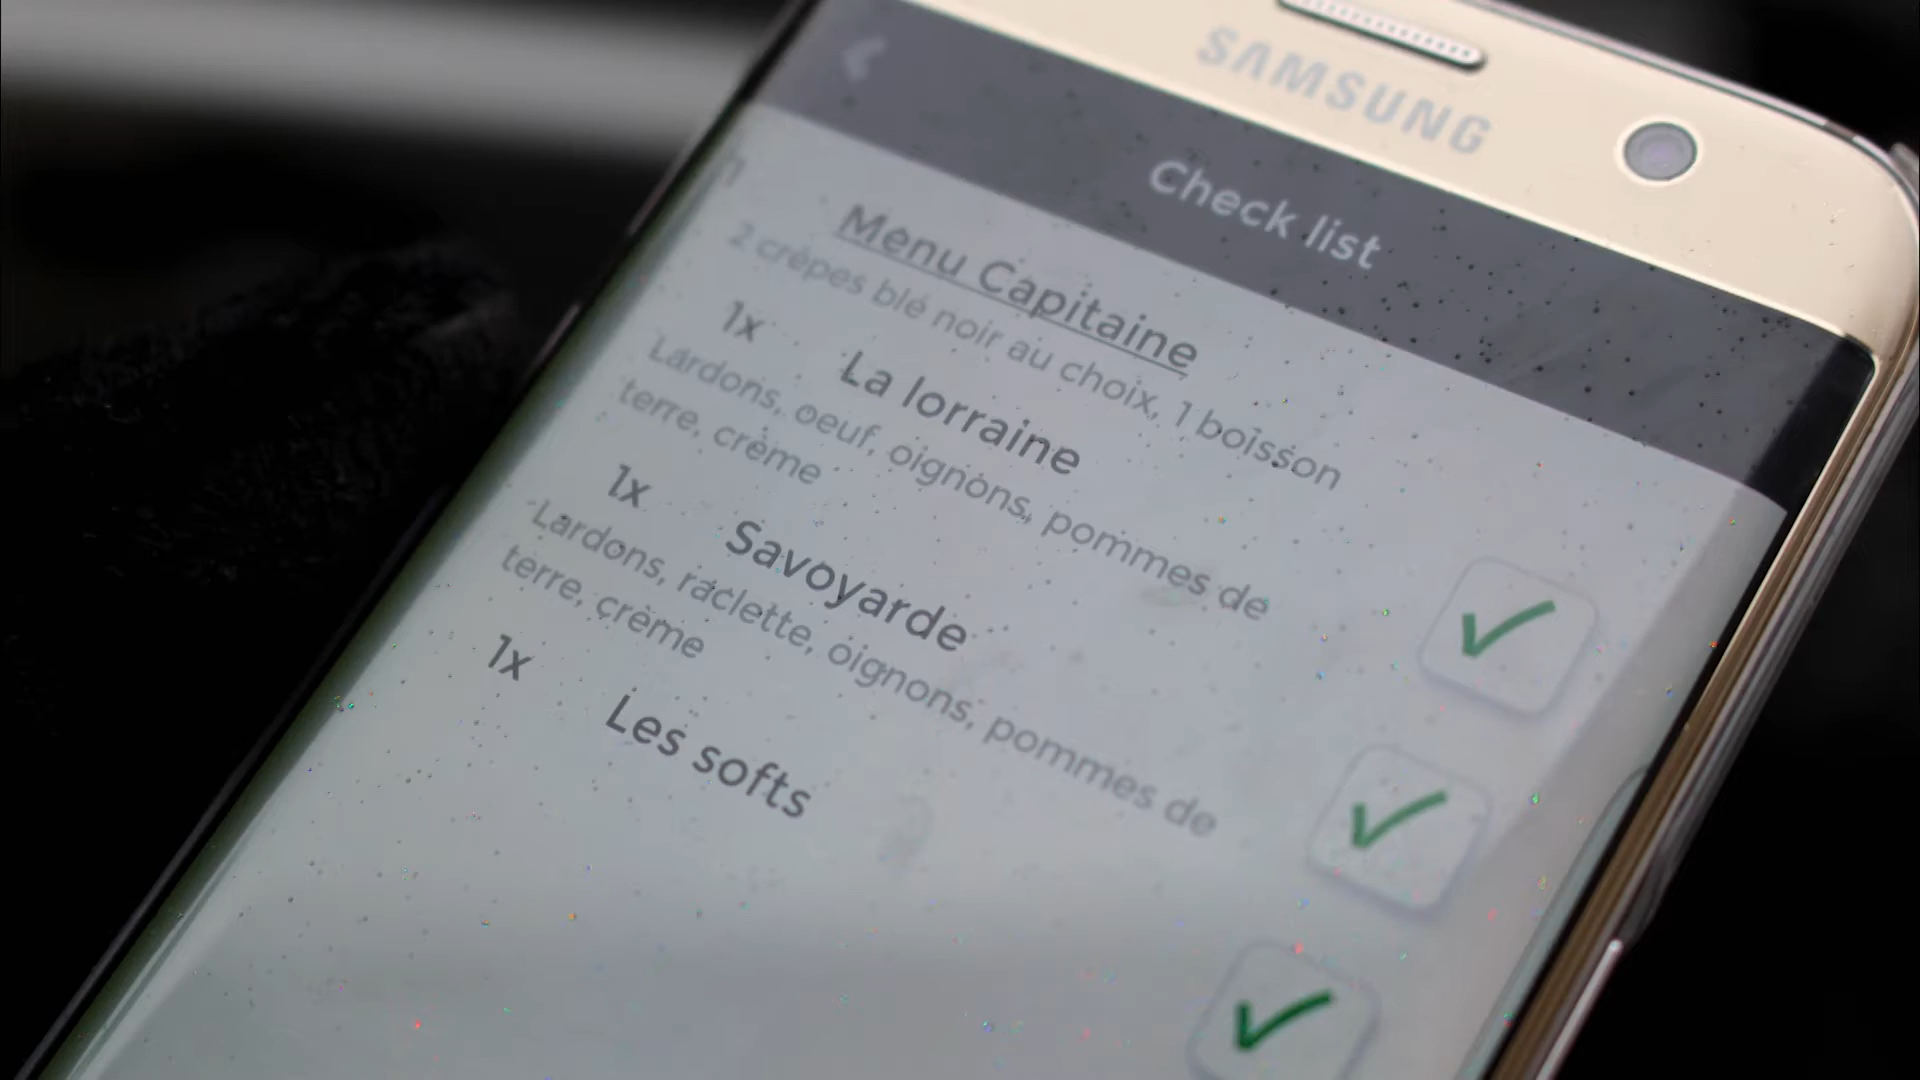 SAMSUNG
Check list
1
Menu Capitaine
2 crêpes blé noir au choix, 1 boisson
1x La lorraine
Lardons, oeuf, oignons, pommes de
terre, crème
1x Savoyarde
Lardons, raclette, oignons, pommes de
terre, crème
1x Les softs